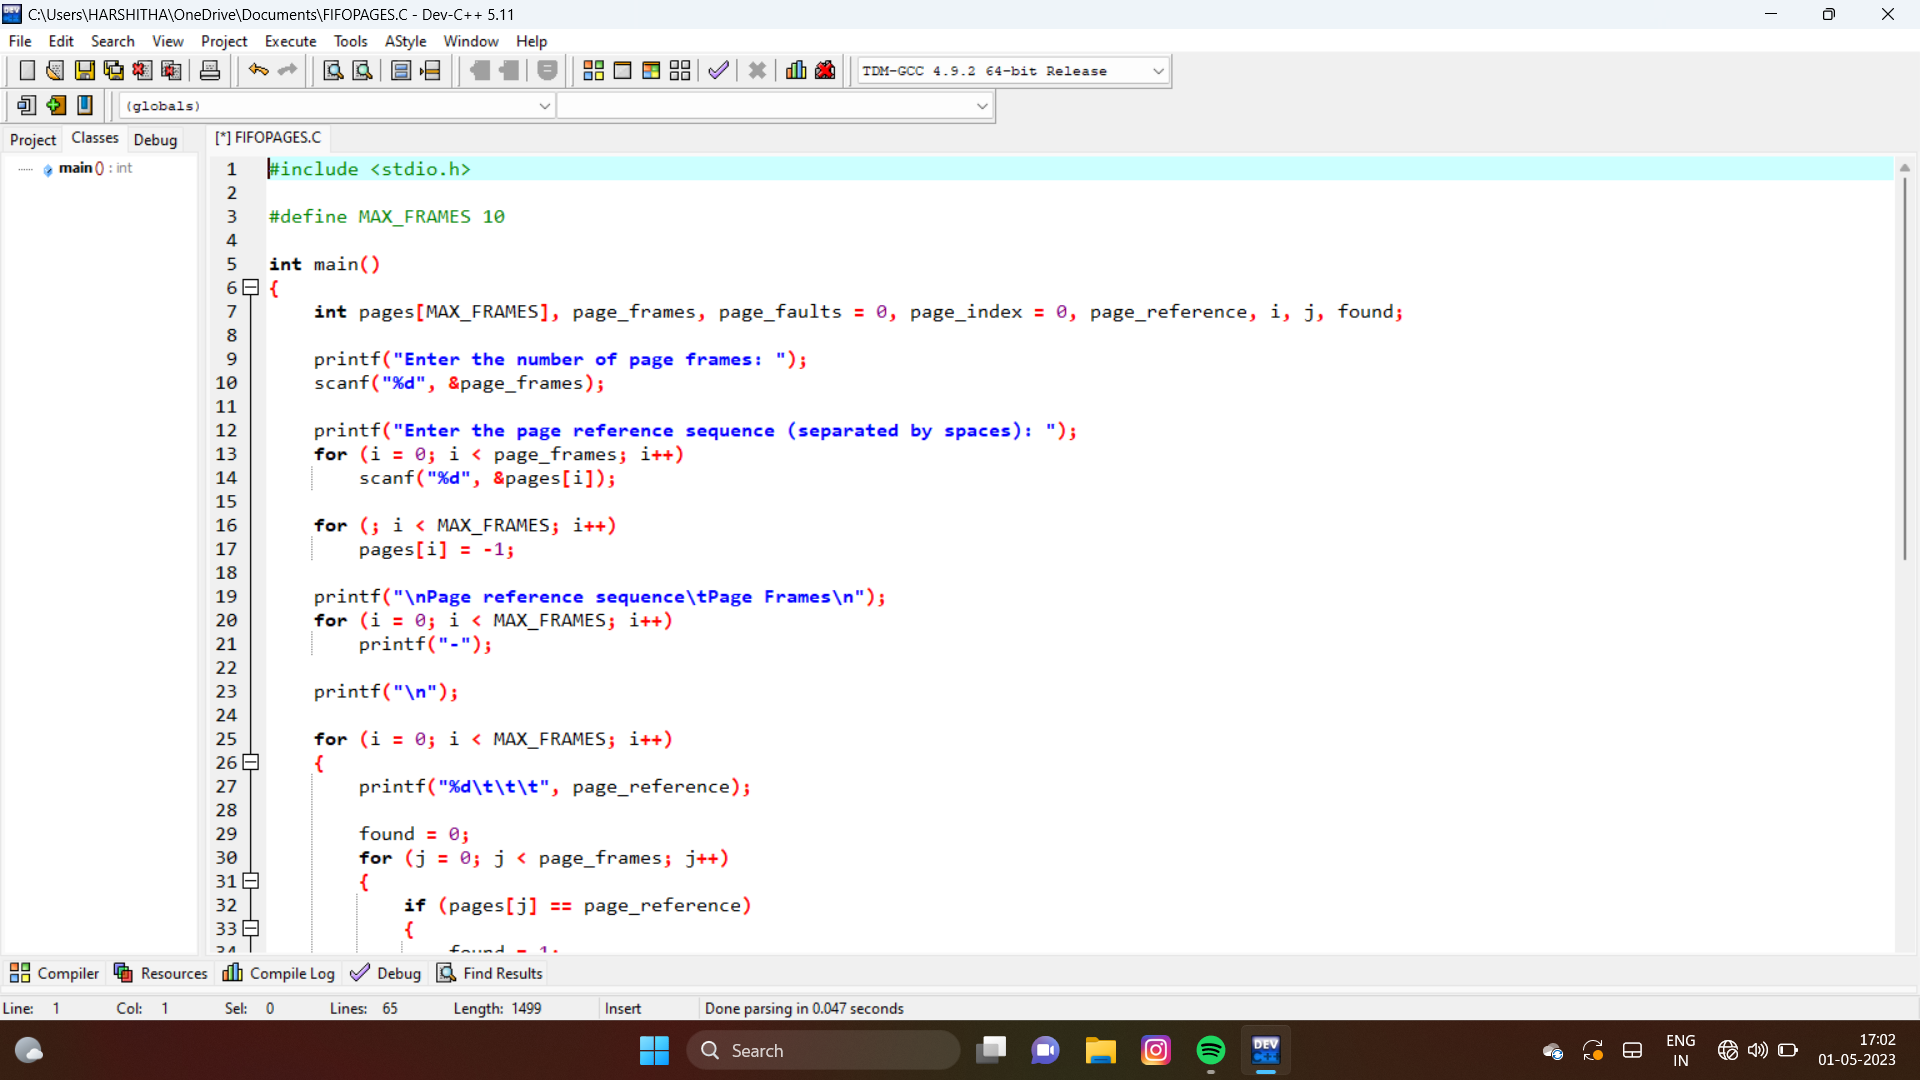 C:\Users\HARSHITHA\OneDrive\Documents\FIFOPAGES.C - Dev-C++ 5.11
File Edit Search View Project Execute Tools AStyle Window Help
TDM-GCC 4.9.2 64-bit Release
(globals)
Project Classes Debug
[*] FIFOPAGES.C
main () : int
1 #include <stdio.h>
2
3 #define MAX_FRAMES 10
4
5 int main()
6 {
7 int pages[MAX_FRAMES], page_frames, page_faults = 0, page_index = 0, page_reference, i, j, found;
8
9 printf("Enter the number of page frames: ");
10 scanf("%d", &page_frames);
11
12 printf("Enter the page reference sequence (separated by spaces): ");
13 for (i = 0; i < page_frames; i++)
14 scanf("%d", &pages[i]);
15
16 for (; i < MAX_FRAMES; i++)
17 pages[i] = -1;
18
19 printf("\nPage reference sequence\tPage Frames\n");
20 for (i = 0; i < MAX_FRAMES; i++)
21 printf("-");
22
23 printf("\n");
24
25 for (i = 0; i < MAX_FRAMES; i++)
26 {
27 printf("%d\t\t\t", page_reference);
28
29 found = 0;
30 for (j = 0; j < page_frames; j++)
31 {
32 if (pages[j] == page_reference)
33 {
34 found = 1;
Compiler Resources Compile Log Debug Find Results
Line: 1 Col: 1 Sel: 0 Lines: 65 Length: 1499 Insert Done parsing in 0.047 seconds
Search
DEV C++
ENG
IN
17:02
01-05-2023